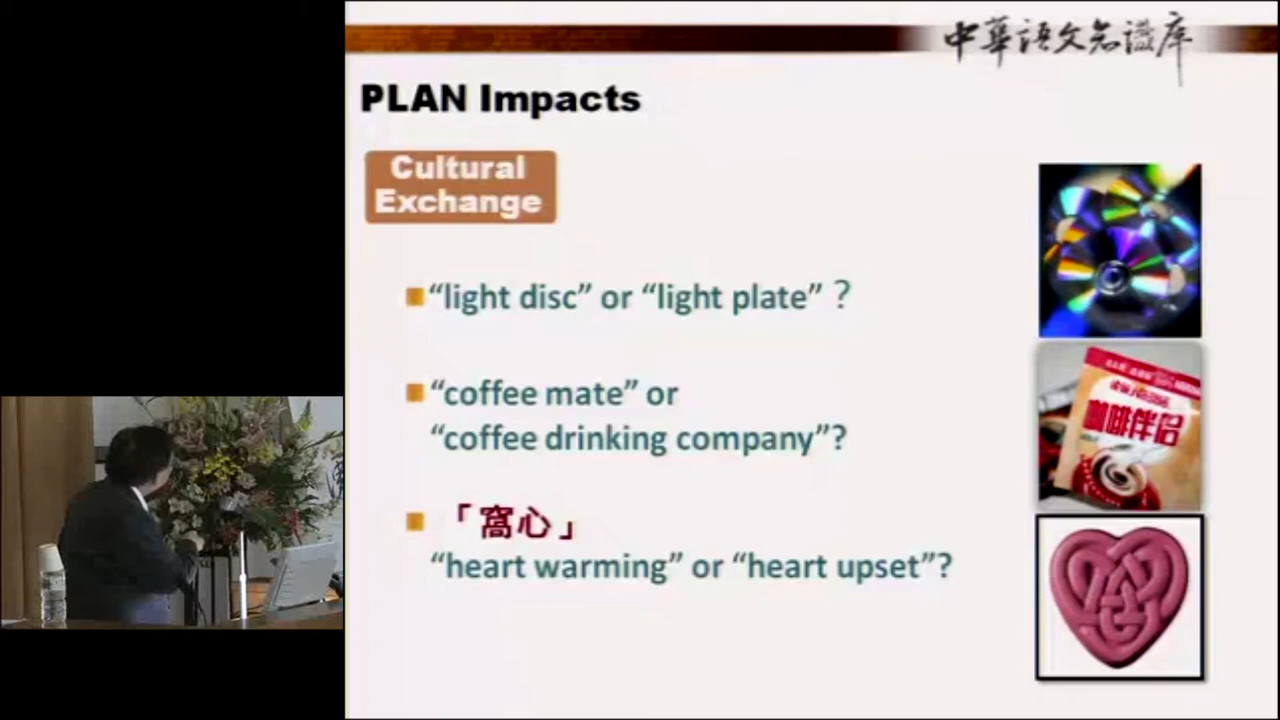 中華語文知識庫
PLAN Impacts
Cultural
Exchange
“light disc” or “light plate”？
“coffee mate” or
“coffee drinking company”?
「窩心」
“heart warming” or “heart upset”?
咖啡伴侶